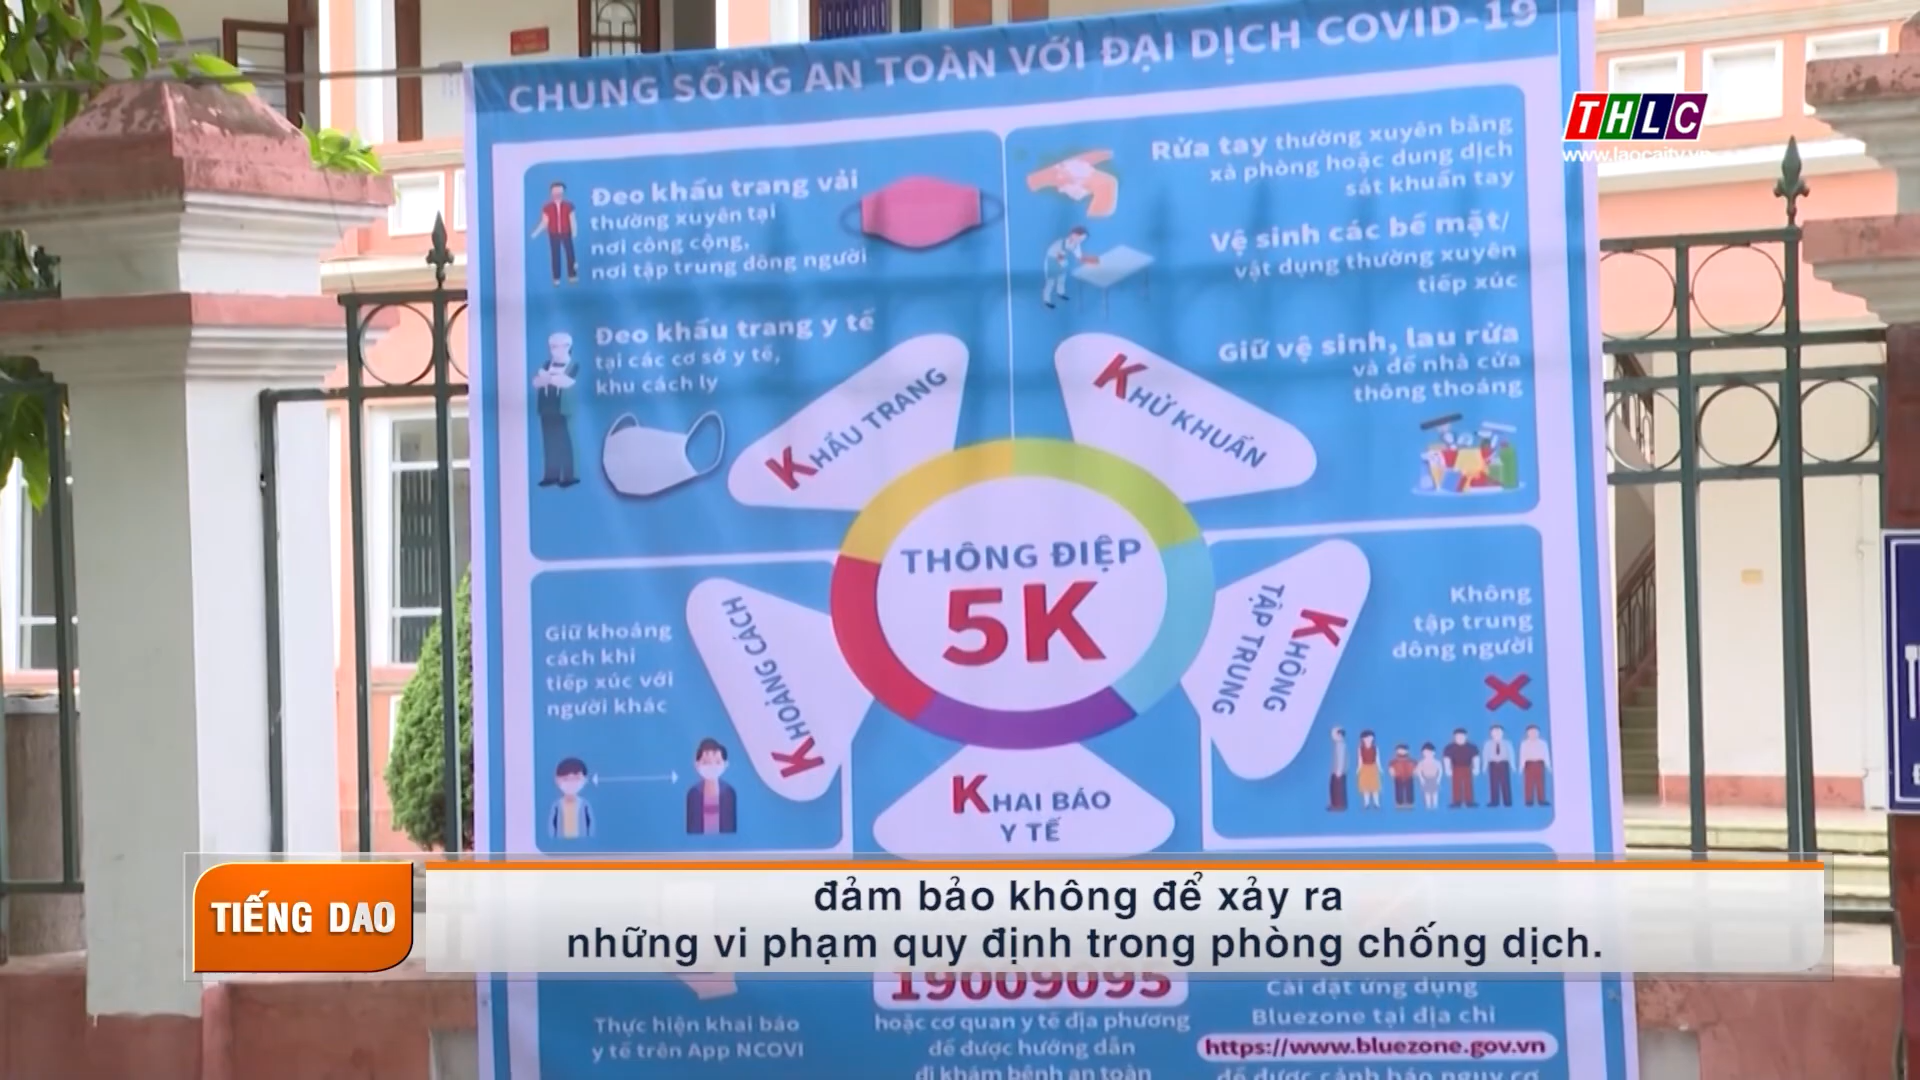 CHUNG SỐNG AN TOÀN VỚI ĐẠI DỊCH COVID-19
THLC
www.laocaitv.vn
Đeo khẩu trang vải
thường xuyên tại
nơi công cộng,
nơi tập trung đông người
Đeo khẩu trang y tế
tại các cơ sở y tế,
khu cách ly
KHẨU TRANG
Rửa tay thường xuyên bằng
xà phòng hoặc dung dịch
sát khuẩn tay
Vệ sinh các bề mặt/
vật dụng thường xuyên
tiếp xúc
Giữ vệ sinh, lau rửa
và để nhà cửa
thông thoáng
KHỬ KHUẨN
THÔNG ĐIỆP
5K
Giữ khoảng
cách khi
tiếp xúc với
người khác
KHOẢNG CÁCH
KHÔNG
TẬP TRUNG
Không
tập trung
đông người
KHAI BÁO
Y TẾ
TIẾNG DAO
đảm bảo không để xảy ra
những vi phạm quy định trong phòng chống dịch.
Thực hiện khai báo
y tế trên App NCOVI
19009095
hoặc cơ quan y tế địa phương
để được hướng dẫn
đi khám bệnh an toàn
Cài đặt ứng dụng
Bluezone tại địa chỉ
https://www.bluezone.gov.vn
để được cảnh báo nguy cơ